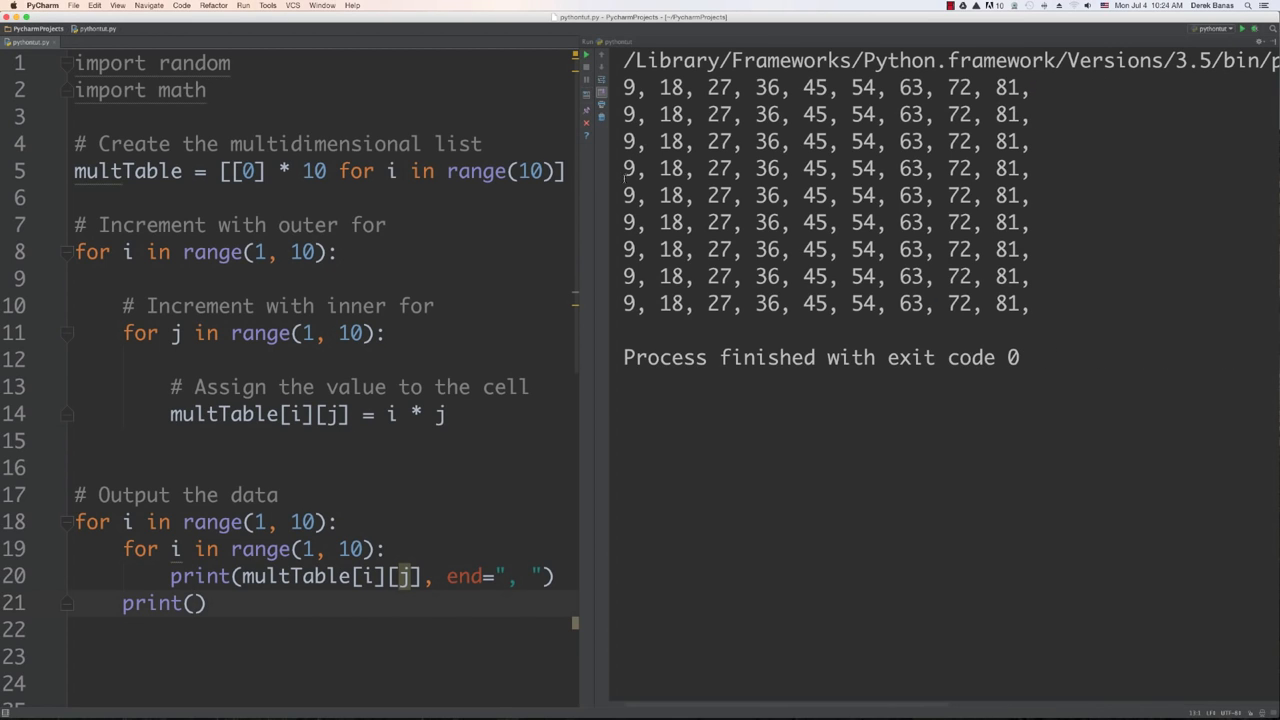 PyCharm File Edit View Navigate Code Refactor Run Tools VCS Window Help 10 Mon Jul 4 10:24 AM Derek Banas
pythontut.py - PycharmProjects - [~/PycharmProjects]
PycharmProjects pythontut.py pythontut
pythontut.py
Run pythontut
1 import random
2 import math
3
4 # Create the multidimensional list
5 multTable = [[0] * 10 for i in range(10)]
6
7 # Increment with outer for
8 for i in range(1, 10):
9
10 # Increment with inner for
11 for j in range(1, 10):
12
13 # Assign the value to the cell
14 multTable[i][j] = i * j
15
16
17 # Output the data
18 for i in range(1, 10):
19 for i in range(1, 10):
20 print(multTable[i][j], end=", ")
21 print()
22
23
24
/Library/Frameworks/Python.framework/Versions/3.5/bin/p
9, 18, 27, 36, 45, 54, 63, 72, 81,
9, 18, 27, 36, 45, 54, 63, 72, 81,
9, 18, 27, 36, 45, 54, 63, 72, 81,
9, 18, 27, 36, 45, 54, 63, 72, 81,
9, 18, 27, 36, 45, 54, 63, 72, 81,
9, 18, 27, 36, 45, 54, 63, 72, 81,
9, 18, 27, 36, 45, 54, 63, 72, 81,
9, 18, 27, 36, 45, 54, 63, 72, 81,
9, 18, 27, 36, 45, 54, 63, 72, 81,
Process finished with exit code 0